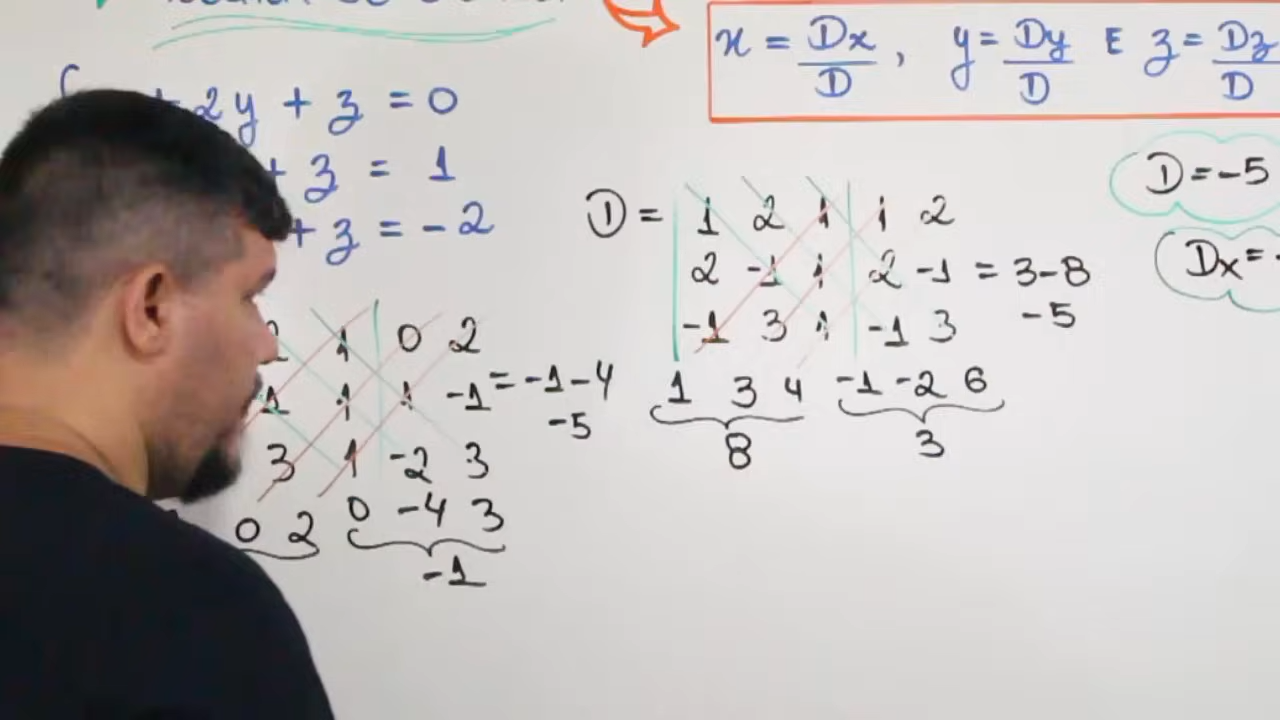 x = Dx/D , y = Dy/D E z = Dz/D
+ 2y + z = 0
+ z = 1
+ z = -2
D = -5
Dx = -
D = 1 2 1 1 2
2 -1 1 2 -1 = 3-8
-1 3 1 -1 3 -5
1 3 4 -1 -2 6
8 3
2 1 0 2
-1 1 1 -1 = -1-4
-5
3 1 -2 3
0 2 0 -4 3
-1